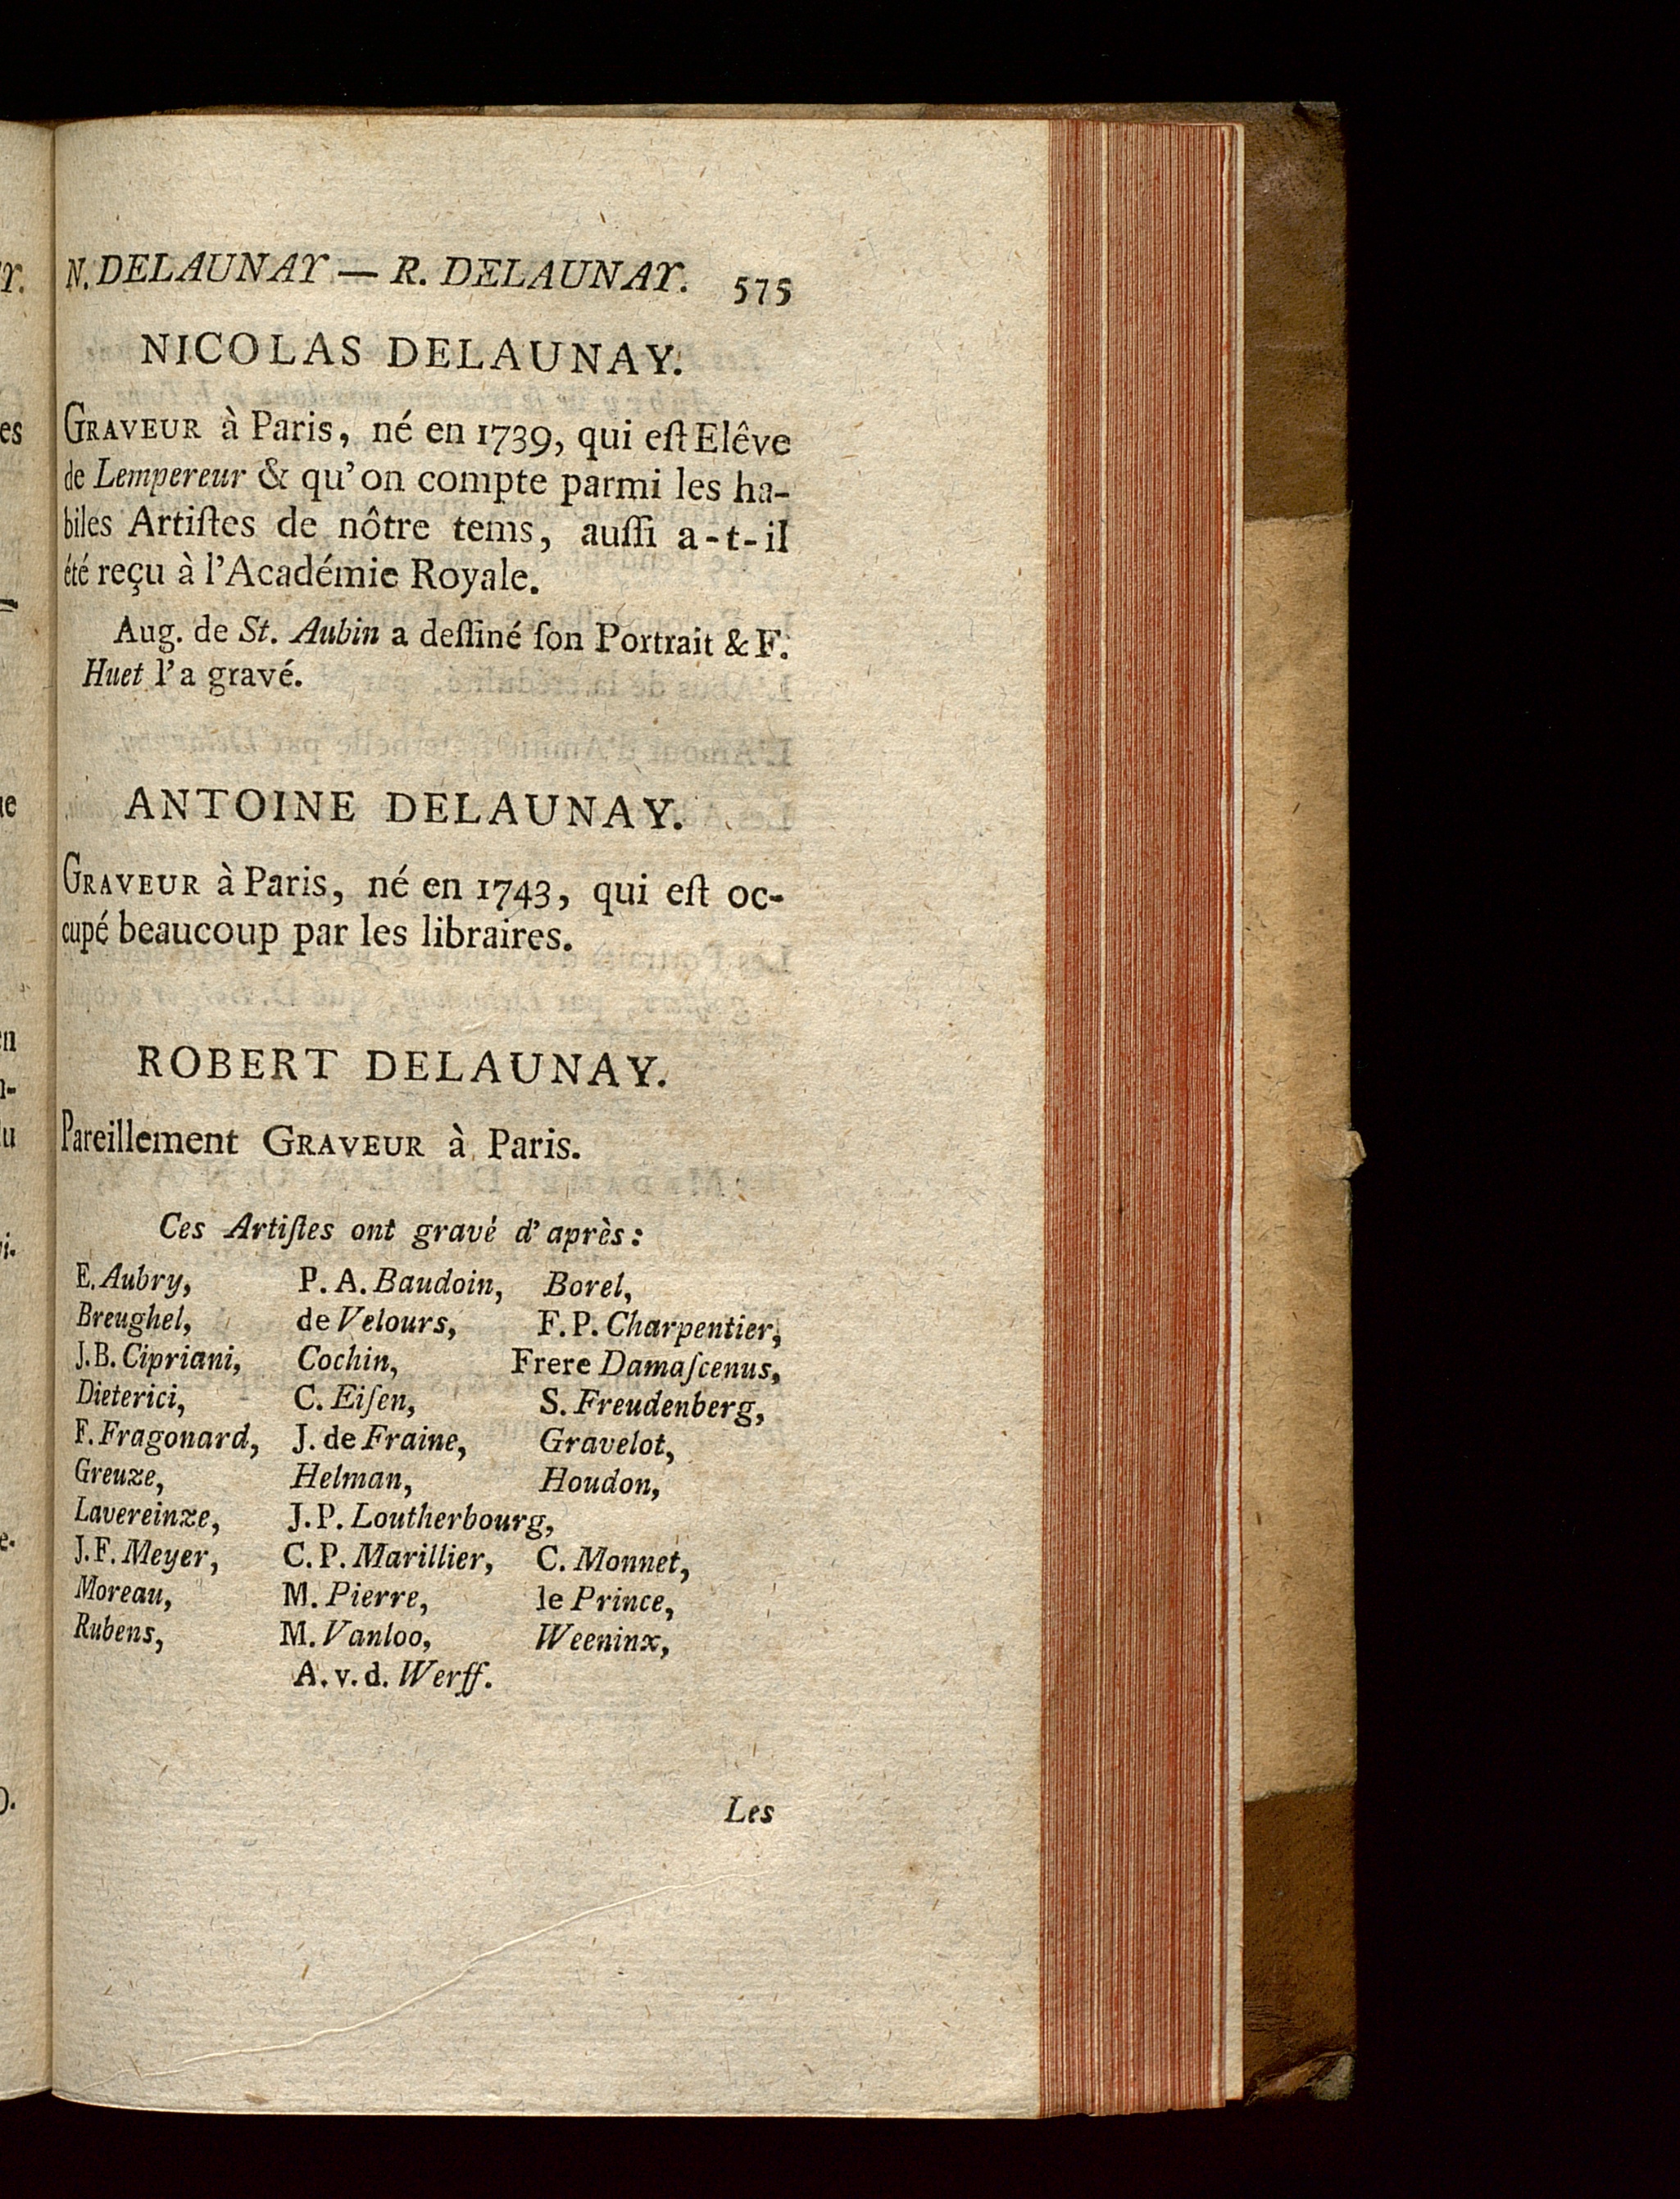 N. DELAUNAY — R. DELAUNAY. 575
NICOLAS DELAUNAY.
GRAVEUR à Paris, né en 1739, qui eſt Elêve
de Lempereur & qu'on compte parmi les ha-
biles Artiſtes de nôtre tems, auſſi a-t-il
été reçu à l'Académie Royale.
Aug. de St. Aubin a deſſiné ſon Portrait & F.
Huet l'a gravé.
ANTOINE DELAUNAY.
GRAVEUR à Paris, né en 1743, qui eſt oc-
cupé beaucoup par les libraires.
ROBERT DELAUNAY.
Pareillement GRAVEUR à Paris.
Ces Artiſtes ont gravé d'après:
E. Aubry, P. A. Baudoin, Borel,
Breughel, de Velours, F. P. Charpentier,
J. B. Cipriani, Cochin, Frere Damaſcenus,
Dieterici, C. Eiſen, S. Freudenberg,
F. Fragonard, J. de Fraine, Gravelot,
Greuze, Helman, Houdon,
Lavereinze, J. P. Loutherbourg,
J. F. Meyer, C. P. Marillier, C. Monnet,
Moreau, M. Pierre, le Prince,
Rubens, M. Vanloo, Weeninx,
A. v. d. Werff.
Les